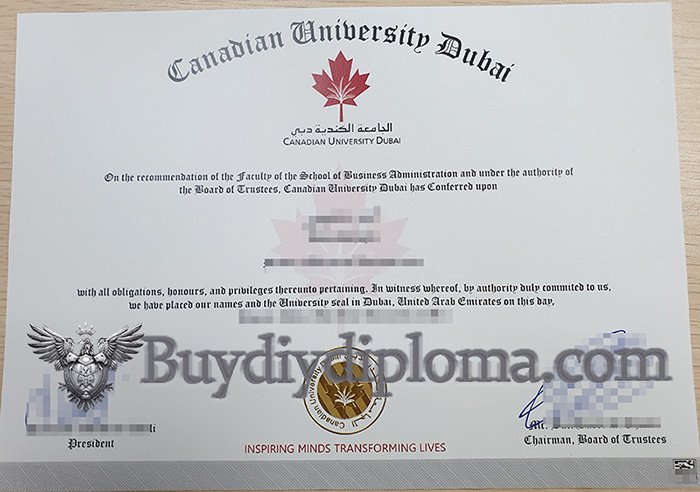 Canadian University Dubai
الجامعة الكندية دبي
CANADIAN UNIVERSITY DUBAI
On the recommendation of the Faculty of the School of Business Administration and under the authority of
the Board of Trustees, Canadian University Dubai has Conferred upon
with all obligations, honours, and privileges thereunto pertaining. In witness whereof, by authority duly commited to us,
we have placed our names and the University seal in Dubai, United Arab Emirates on this day,
Buydiydiploma.com
Canadian University
President
Chairman, Board of Trustees
INSPIRING MINDS TRANSFORMING LIVES